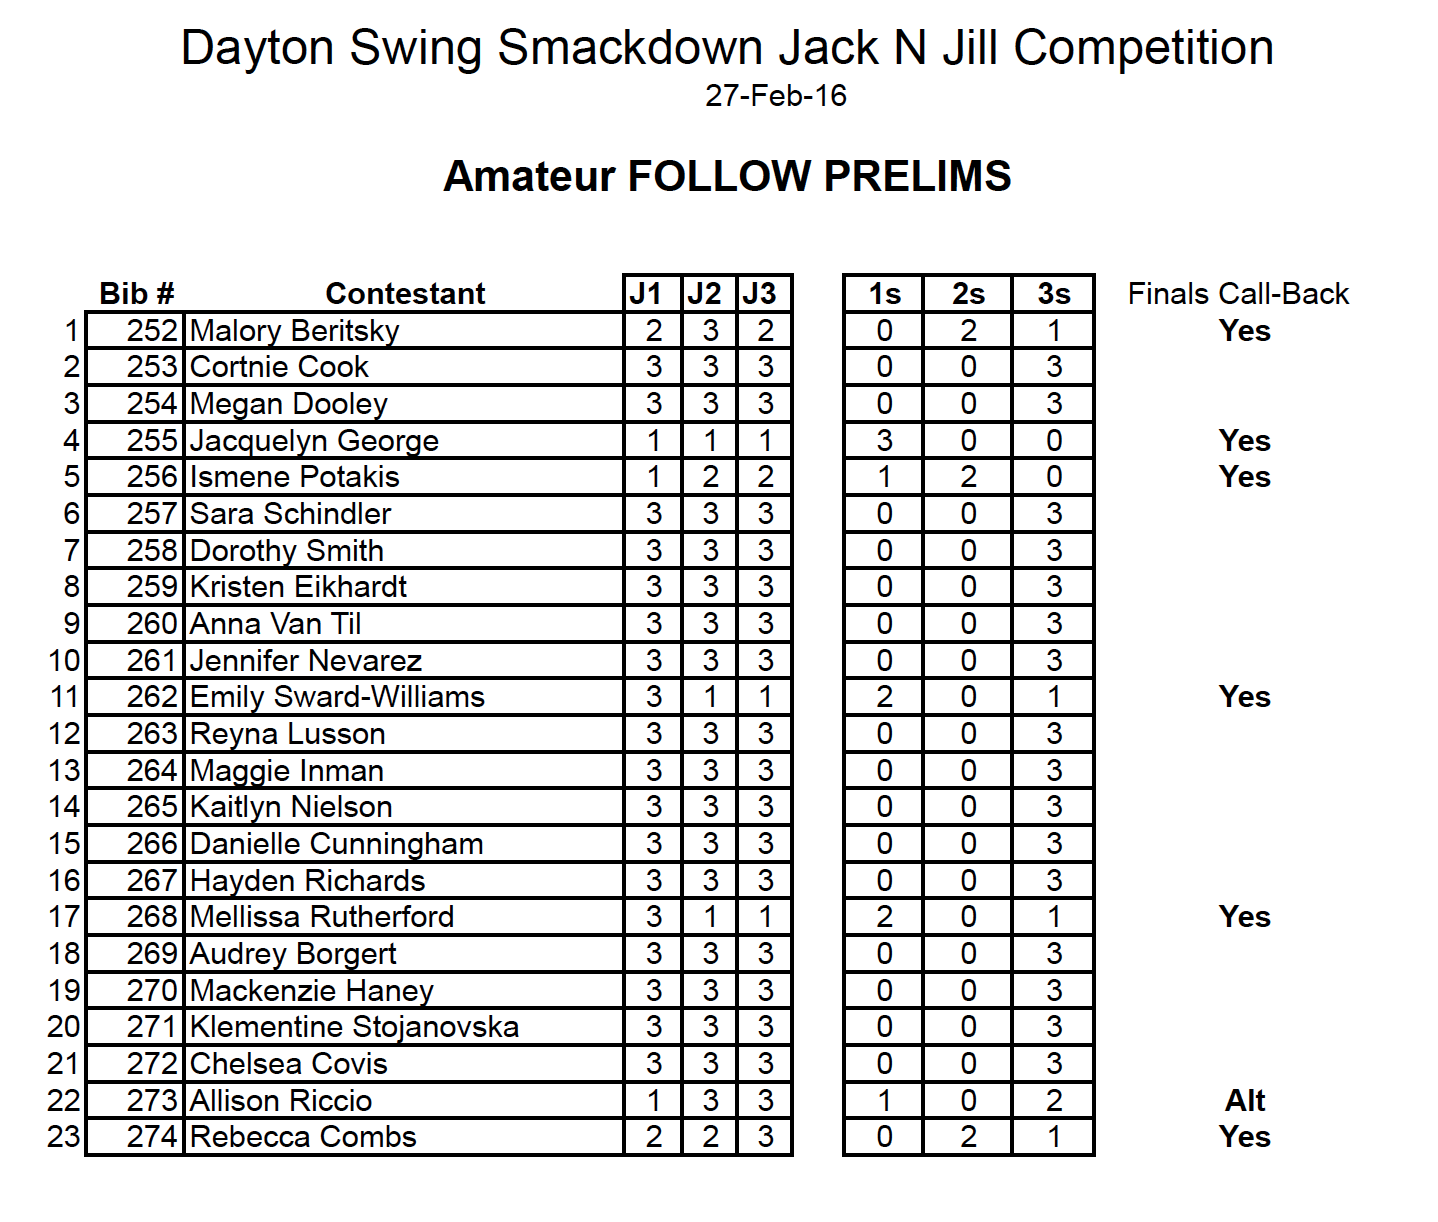 Dayton Swing Smackdown Jack N Jill Competition
27-Feb-16
Amateur FOLLOW PRELIMS
Bib # Contestant J1 J2 J3 1s 2s 3s Finals Call-Back
1 252 Malory Beritsky 2 3 2 0 2 1 Yes
2 253 Cortnie Cook 3 3 3 0 0 3
3 254 Megan Dooley 3 3 3 0 0 3
4 255 Jacquelyn George 1 1 1 3 0 0 Yes
5 256 Ismene Potakis 1 2 2 1 2 0 Yes
6 257 Sara Schindler 3 3 3 0 0 3
7 258 Dorothy Smith 3 3 3 0 0 3
8 259 Kristen Eikhardt 3 3 3 0 0 3
9 260 Anna Van Til 3 3 3 0 0 3
10 261 Jennifer Nevarez 3 3 3 0 0 3
11 262 Emily Sward-Williams 3 1 1 2 0 1 Yes
12 263 Reyna Lusson 3 3 3 0 0 3
13 264 Maggie Inman 3 3 3 0 0 3
14 265 Kaitlyn Nielson 3 3 3 0 0 3
15 266 Danielle Cunningham 3 3 3 0 0 3
16 267 Hayden Richards 3 3 3 0 0 3
17 268 Mellissa Rutherford 3 1 1 2 0 1 Yes
18 269 Audrey Borgert 3 3 3 0 0 3
19 270 Mackenzie Haney 3 3 3 0 0 3
20 271 Klementine Stojanovska 3 3 3 0 0 3
21 272 Chelsea Covis 3 3 3 0 0 3
22 273 Allison Riccio 1 3 3 1 0 2 Alt
23 274 Rebecca Combs 2 2 3 0 2 1 Yes